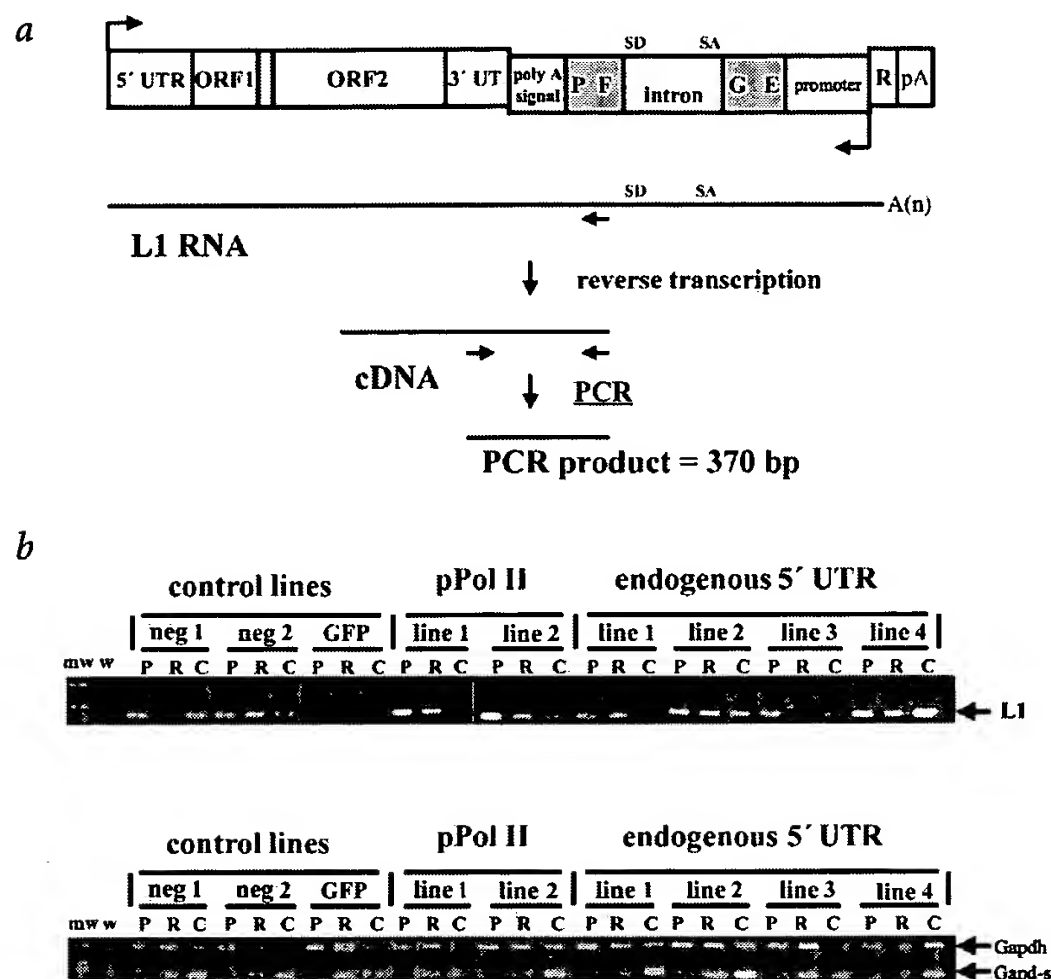 a
SD SA
5´ UTR ORF1 ORF2 3´ UT poly A signal P F intron G E promoter R pA
SD SA
A(n)
L1 RNA
reverse transcription
cDNA
PCR
PCR product = 370 bp
b
control lines pPol II endogenous 5´ UTR
neg 1 neg 2 GFP line 1 line 2 line 1 line 2 line 3 line 4
mw w P R C P R C P R C P R C P R C P R C P R C P R C P R C
L1
control lines pPol II endogenous 5´ UTR
neg 1 neg 2 GFP line 1 line 2 line 1 line 2 line 3 line 4
mw w P R C P R C P R C P R C P R C P R C P R C P R C P R C
Gapdh
Gapd-s